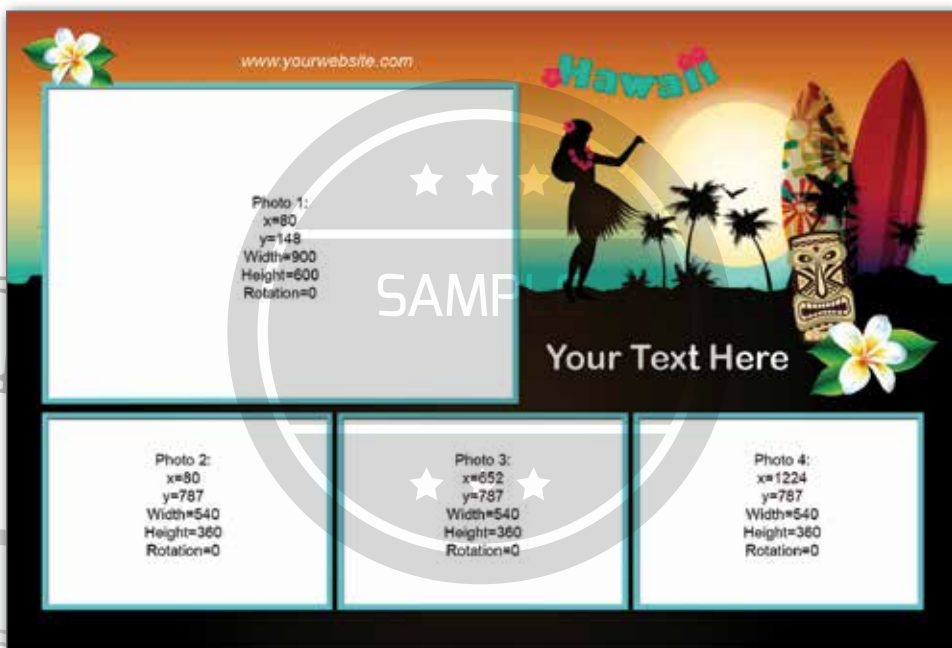 www.yourwebsite.com
Hawaii
Photo 1:
x=80
y=148
Width=900
Height=600
Rotation=0
SAMP
Your Text Here
Photo 2:
x=80
y=787
Width=540
Height=360
Rotation=0
Photo 3:
x=652
y=787
Width=540
Height=360
Rotation=0
Photo 4:
x=1224
y=787
Width=540
Height=360
Rotation=0